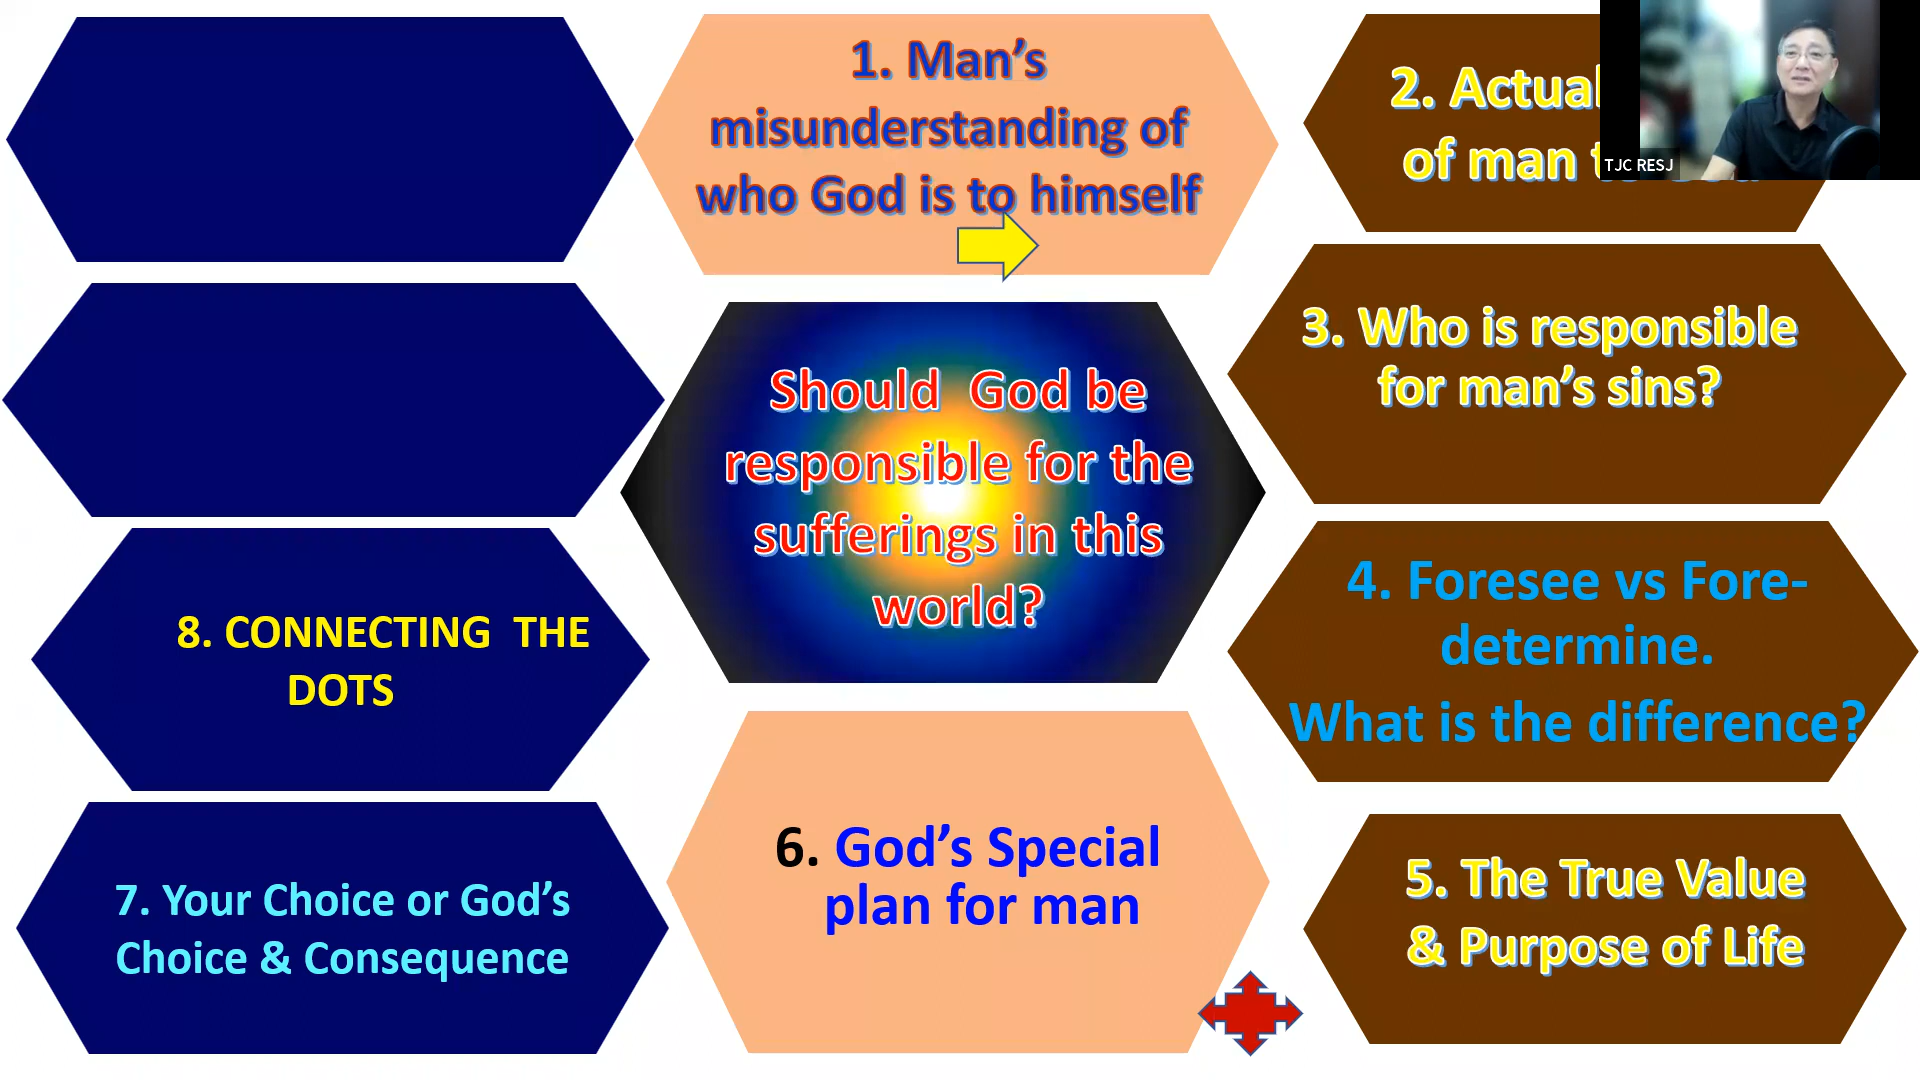 1. Man's
misunderstanding of
who God is to himself
2. Actual
of man
TJC RESJ
3. Who is responsible
for man's sins?
Should God be
responsible for the
sufferings in this
world?
4. Foresee vs Fore-
determine.
What is the difference?
8. CONNECTING THE
DOTS
5. The True Value
& Purpose of Life
6. God's Special
plan for man
7. Your Choice or God's
Choice & Consequence